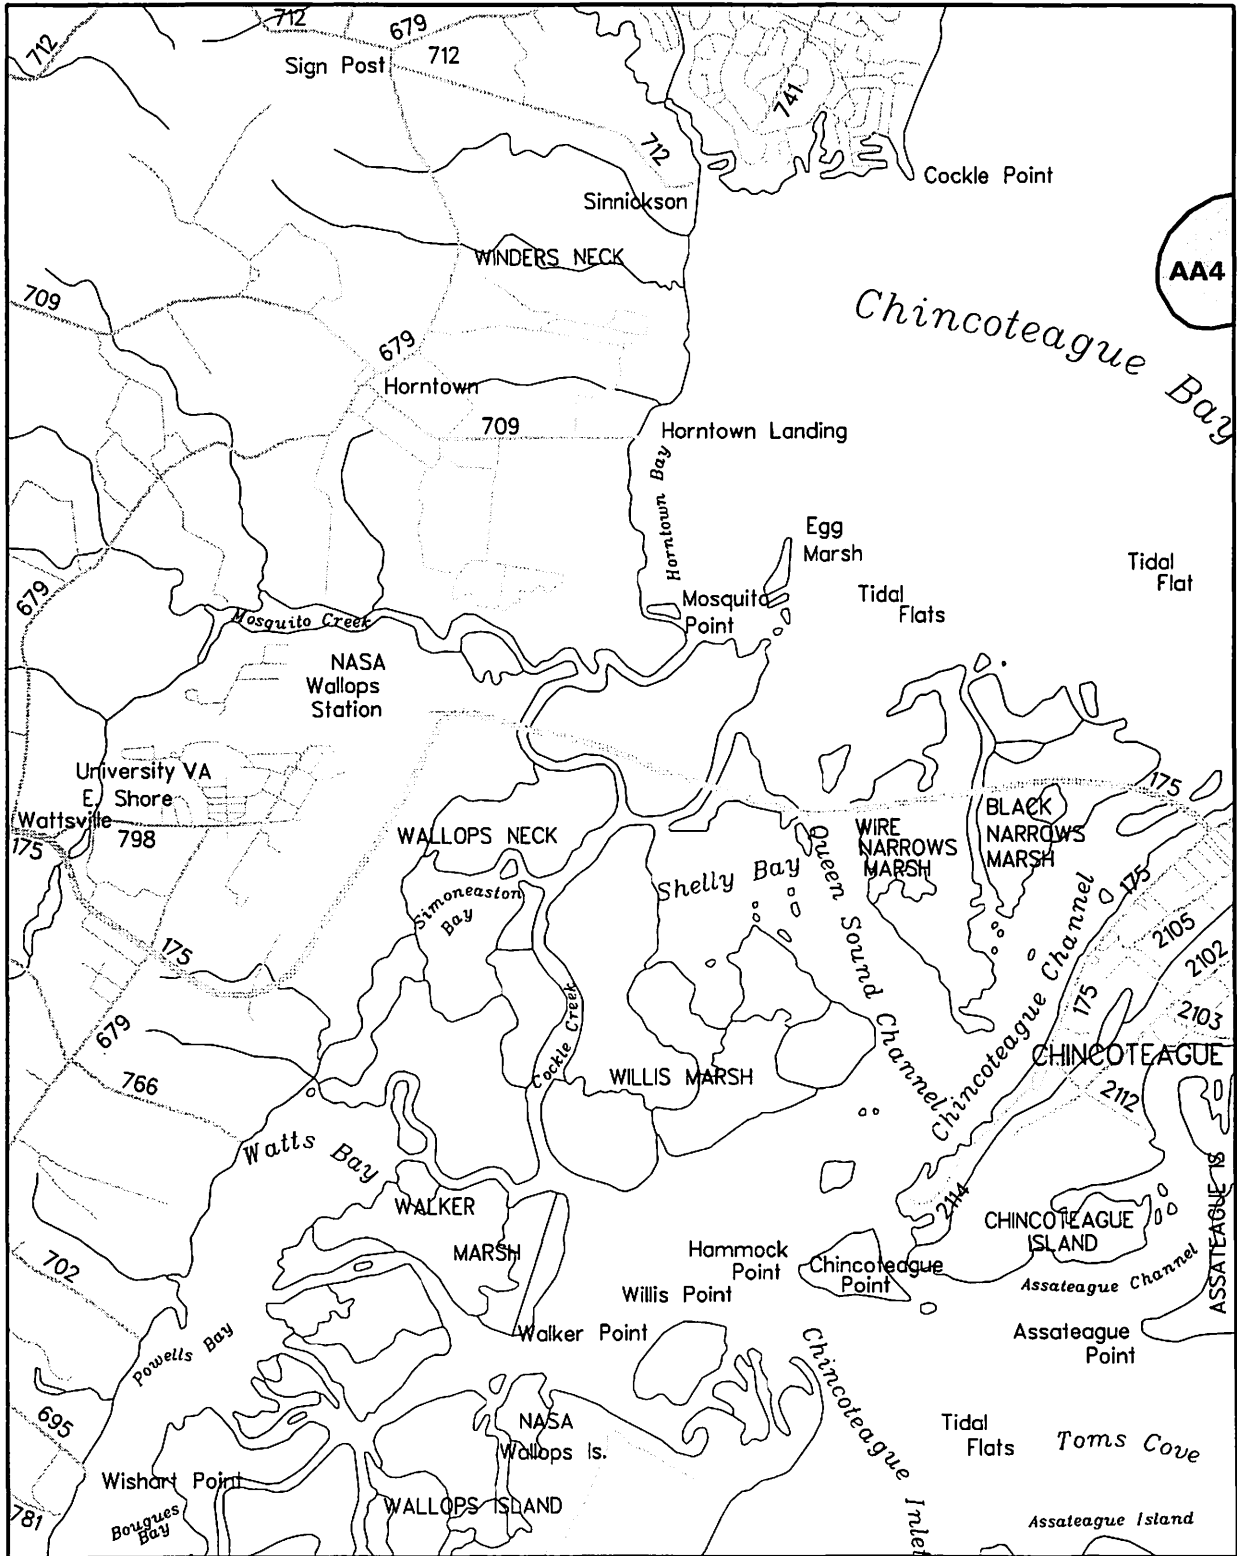 712
679
712
Sign Post
712
741
712
Cockle Point
Sinnickson
WINDERS NECK
AA4
709
Chincoteague Bay
679
Horntown
709
Horntown Landing
Horntown Bay
Egg
Marsh
Tidal
Flat
Tidal
Flats
679
Mosquito
Point
Mosquito Creek
NASA
Wallops
Station
University VA
E. Shore
Wattsville
798
175
175
WALLOPS NECK
BLACK
NARROWS
MARSH
WIRE
NARROWS
MARSH
Shelly Bay
Queen Sound Channel
Simoneaston
Bay
175
2105
2102
175
2103
175
Cockle Creek
Chincoteague Channel
679
CHINCOTEAGUE
766
WILLIS MARSH
2112
Watts Bay
WALKER
MARSH
2114
CHINCOTEAGUE
ISLAND
ASSATEAGUE IS
702
Hammock
Point
Chincoteague
Point
Assateague Channel
Willis Point
Walker Point
Assateague
Point
Powells Bay
Chincoteague Inlet
695
NASA
Wallops Is.
Tidal
Flats
Toms Cove
Wishart Point
WALLOPS ISLAND
781
Bougues
Bay
Assateague Island